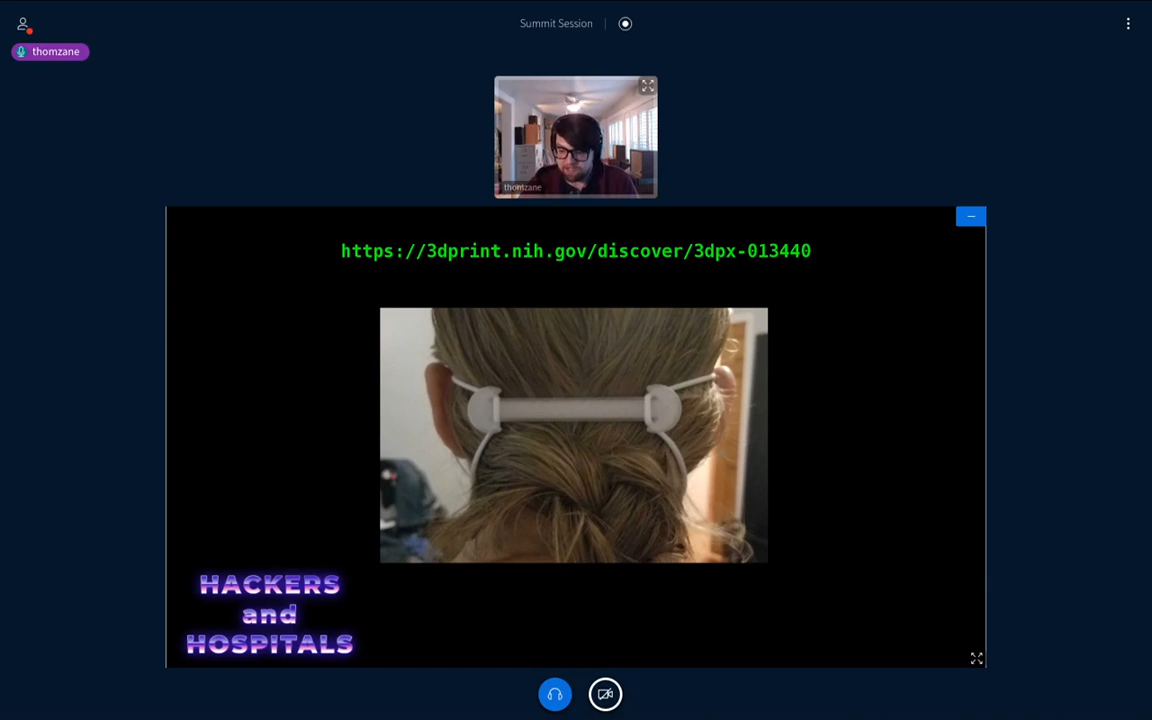 Summit Session
thomzane
thomzane
https://3dprint.nih.gov/discover/3dpx-013440
HACKERS
and
HOSPITALS